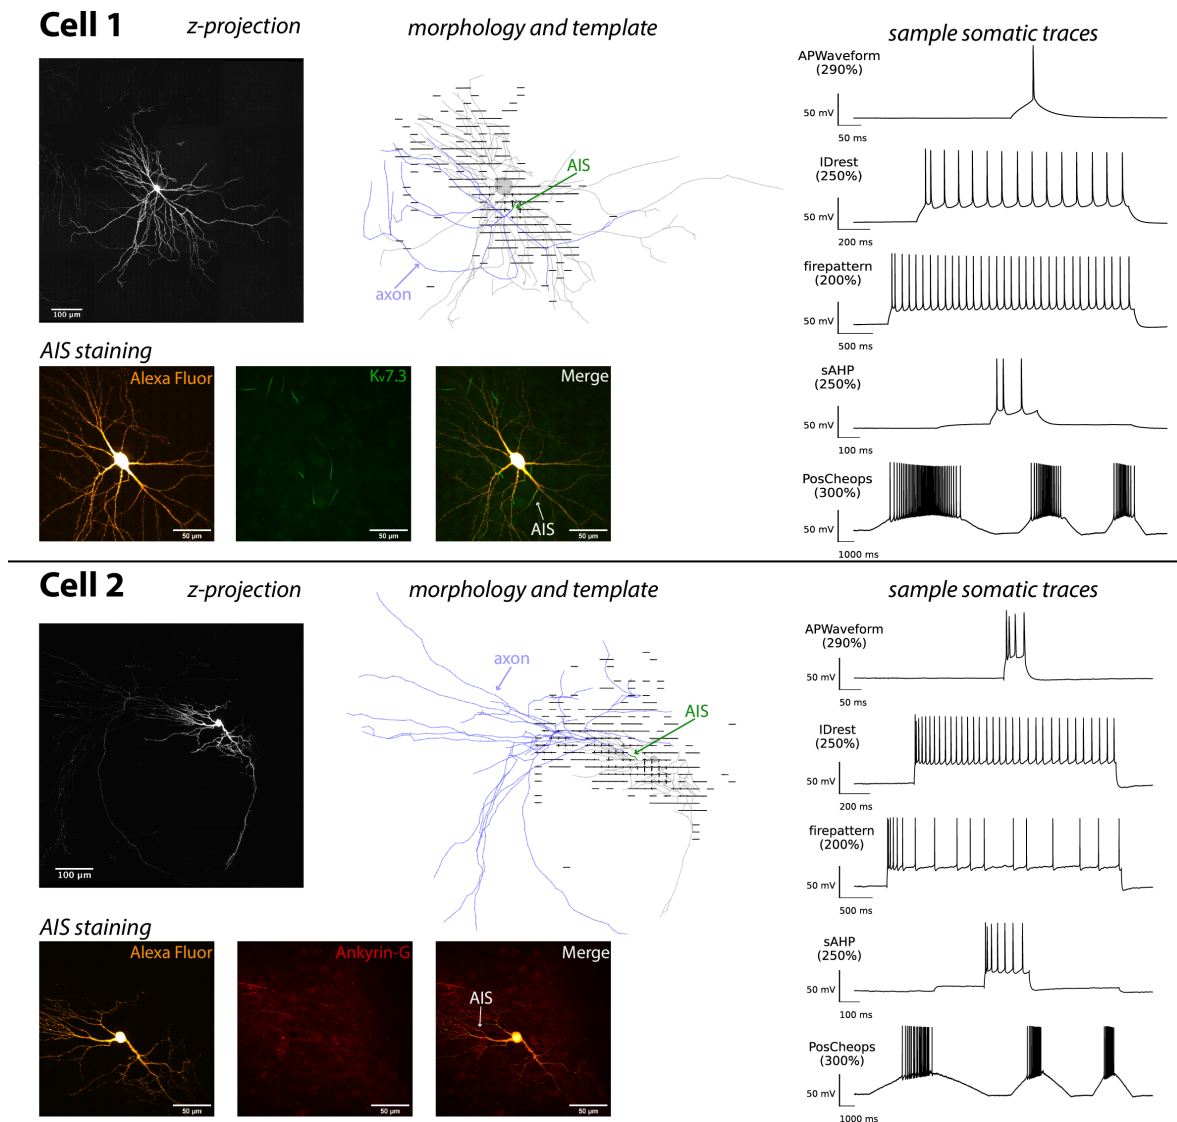 Cell 1
z-projection
morphology and template
sample somatic traces
100 µm
AIS
axon
APWaveform
(290%)
50 mV
50 ms
IDrest
(250%)
50 mV
200 ms
firepattern
(200%)
50 mV
500 ms
sAHP
(250%)
50 mV
100 ms
PosCheops
(300%)
50 mV
1000 ms
AIS staining
Alexa Fluor
50 µm
Kv7.3
50 µm
Merge
AIS
50 µm
Cell 2
z-projection
morphology and template
sample somatic traces
100 µm
axon
AIS
APWaveform
(290%)
50 mV
50 ms
IDrest
(250%)
50 mV
200 ms
firepattern
(200%)
50 mV
500 ms
sAHP
(250%)
50 mV
100 ms
PosCheops
(300%)
50 mV
1000 ms
AIS staining
Alexa Fluor
50 µm
Ankyrin-G
50 µm
Merge
AIS
50 µm